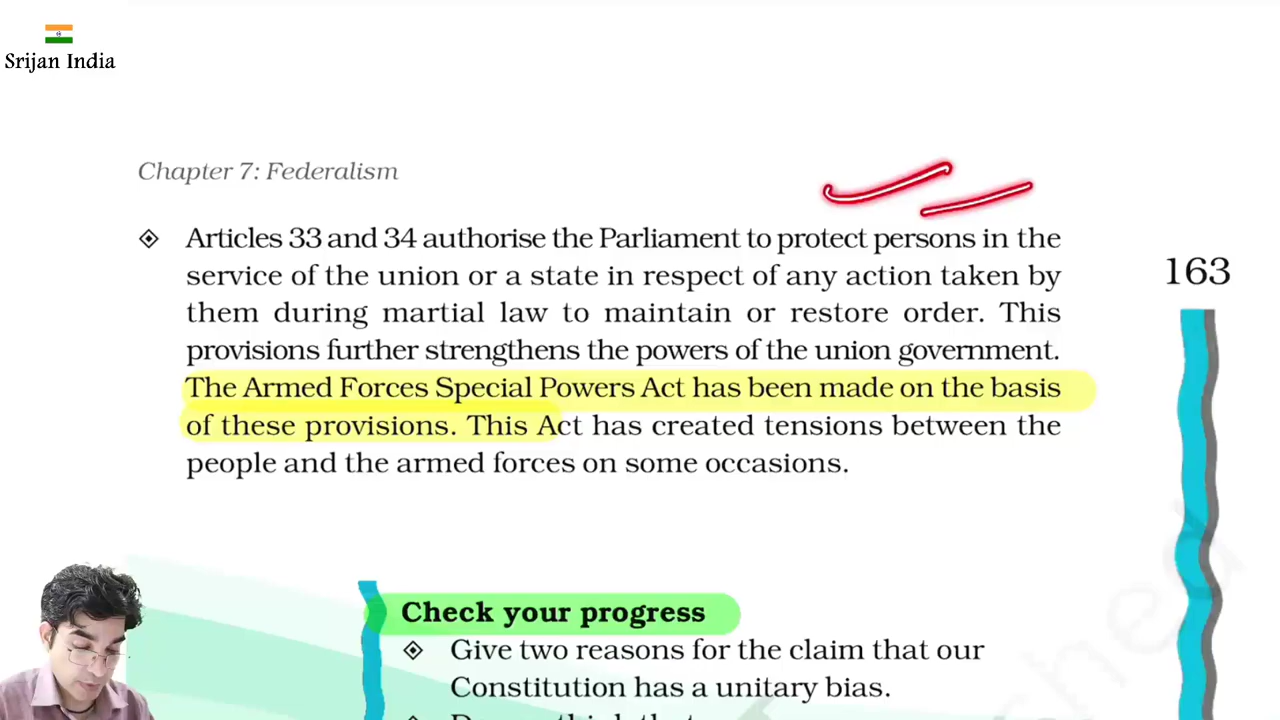 Srijan India
Chapter 7: Federalism
Articles 33 and 34 authorise the Parliament to protect persons in the
163
service of the union or a state in respect of any action taken by
them during martial law to maintain or restore order. This
provisions further strengthens the powers of the union government.
The Armed Forces Special Powers Act has been made on the basis
of these provisions. This Act has created tensions between the
people and the armed forces on some occasions.
Check your progress
Give two reasons for the claim that our
Constitution has a unitary bias.